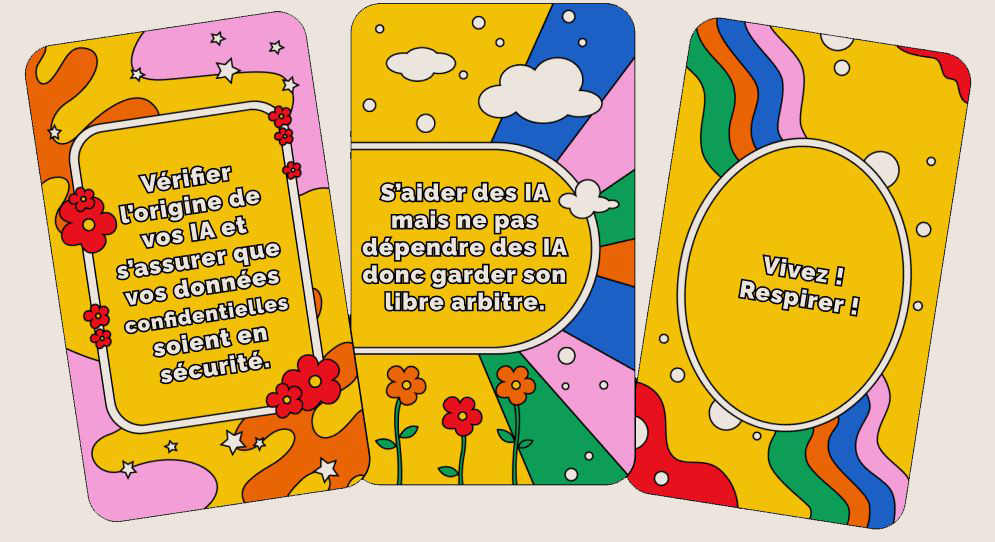 Vérifier
l'origine de
vos IA et
s'assurer que
vos données
confidentielles
soient en
sécurité.
S'aider des IA
mais ne pas
dépendre des IA
donc garder son
libre arbitre.
Vivez !
Respirer !